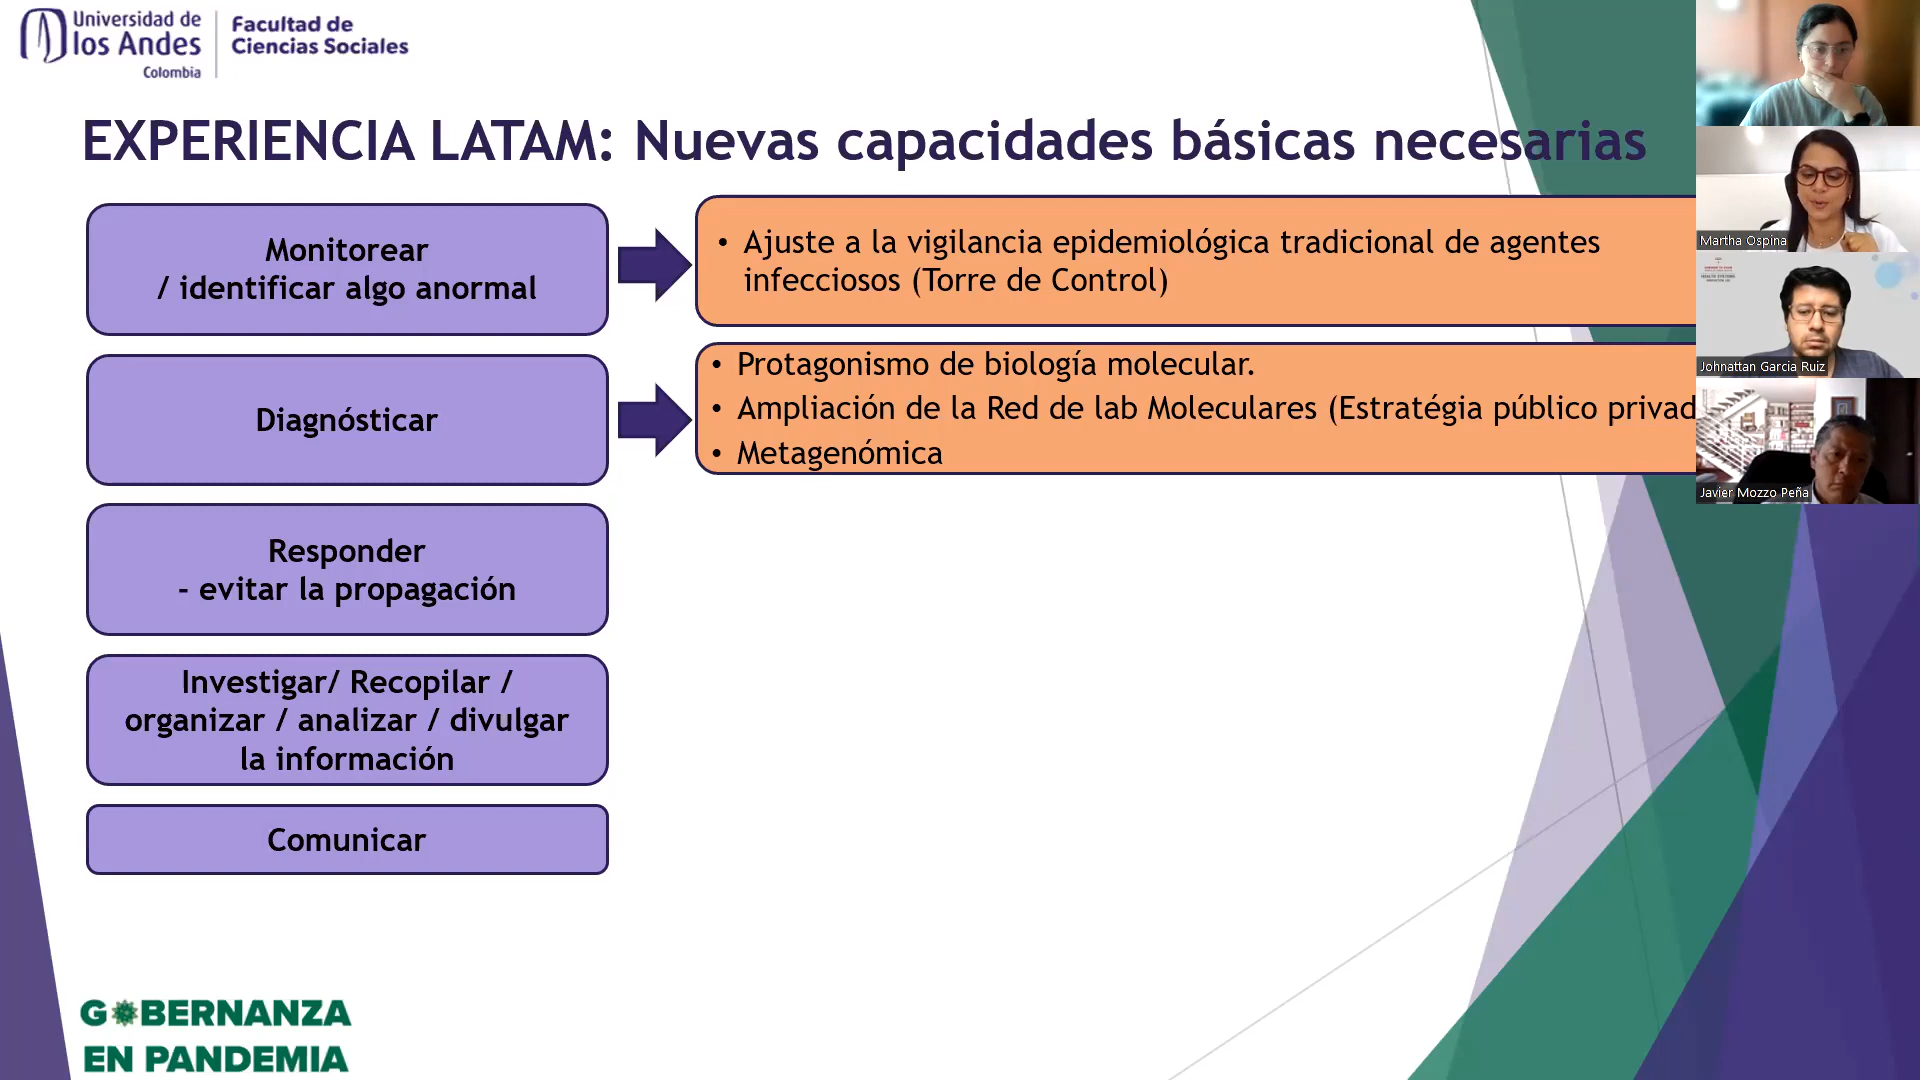 Universidad de
los Andes
Colombia
Facultad de
Ciencias Sociales
EXPERIENCIA LATAM: Nuevas capacidades básicas necesarias
Monitorear
/ identificar algo anormal
• Ajuste a la vigilancia epidemiológica tradicional de agentes
infecciosos (Torre de Control)
Diagnósticar
• Protagonismo de biología molecular.
• Ampliación de la Red de lab Moleculares (Estratégia público privad
• Metagenómica
Responder
- evitar la propagación
Investigar/ Recopilar /
organizar / analizar / divulgar
la información
Comunicar
GOBERNANZA
EN PANDEMIA
Martha Ospina
Johnattan Garcia Ruiz
Javier Mozzo Peña